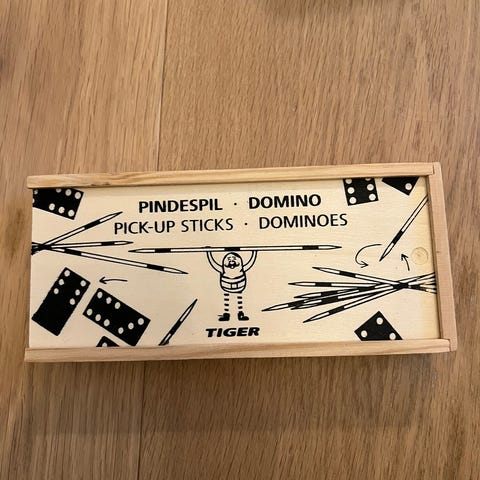 PINDESPIL · DOMINO
PICK-UP STICKS · DOMINOES
TIGER